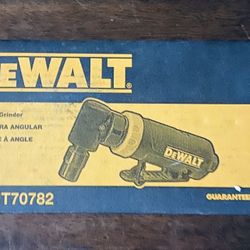 DEWALT
Grinder
RA ANGULAR
E À ANGLE
DEWALT
T70782
GUARANTEE